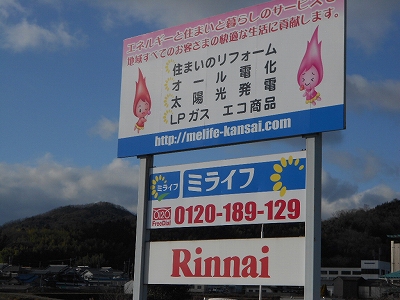 エネルギーと住まいと暮らしのサービスで
地域すべてのお客さまの快適な生活に貢献します。
住まいのリフォーム
オール電化
太陽光発電
LPガス エコ商品
http://melife-kansai.com
ミライフ ミライフ
0120 FreeDial 0120-189-129
Rinnai